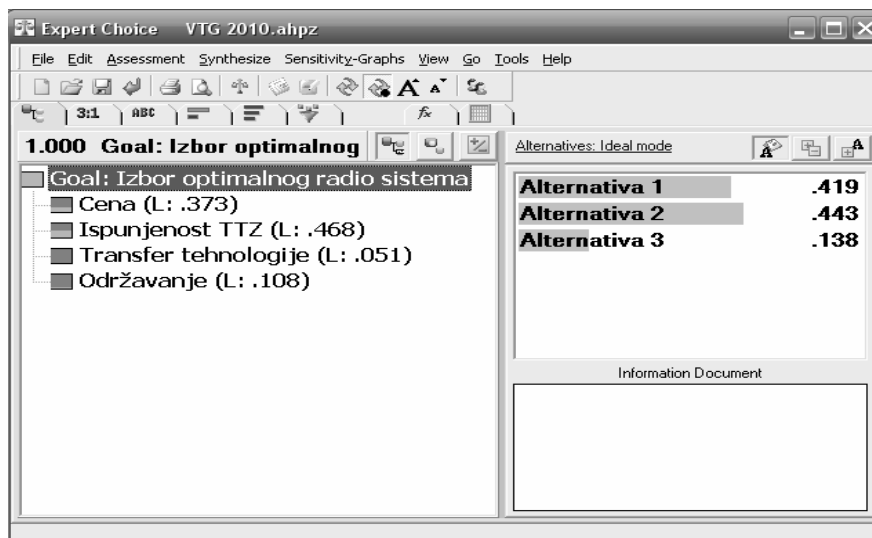 Expert Choice VTG 2010.ahpz
File Edit Assessment Synthesize Sensitivity-Graphs View Go Tools Help
3:1 ABC fx
1.000 Goal: Izbor optimalnog
Goal: Izbor optimalnog radio sistema
Cena (L: .373)
Ispunjenost TTZ (L: .468)
Transfer tehnologije (L: .051)
Održavanje (L: .108)
Alternatives: Ideal mode
Alternativa 1 .419
Alternativa 2 .443
Alternativa 3 .138
Information Document